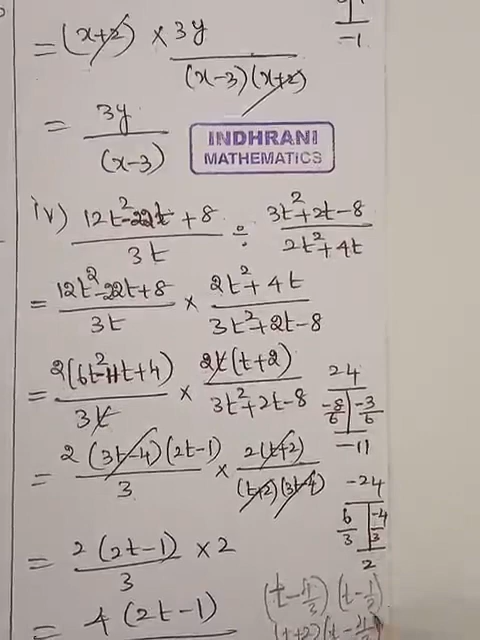 = (x+2) × 3y / (x-3)(x+2)
-1
= 3y / (x-3)
INDHRANI
MATHEMATICS
iv) 12t²-22t+8 / 3t ÷ 3t²+2t-8 / 2t²+4t
= 12t²-22t+8 / 3t × 2t²+4t / 3t²+2t-8
= 2(6t²-11t+4) / 3t × 2t(t+2) / 3t²+2t-8
24
-8/6 | -3/6
-11
= 2(3t-4)(2t-1) / 3 × 2(t+2) / (t+2)(3t-4)
-24
6/3 | -4/3
2
= 2(2t-1) / 3 × 2
= 4(2t-1)